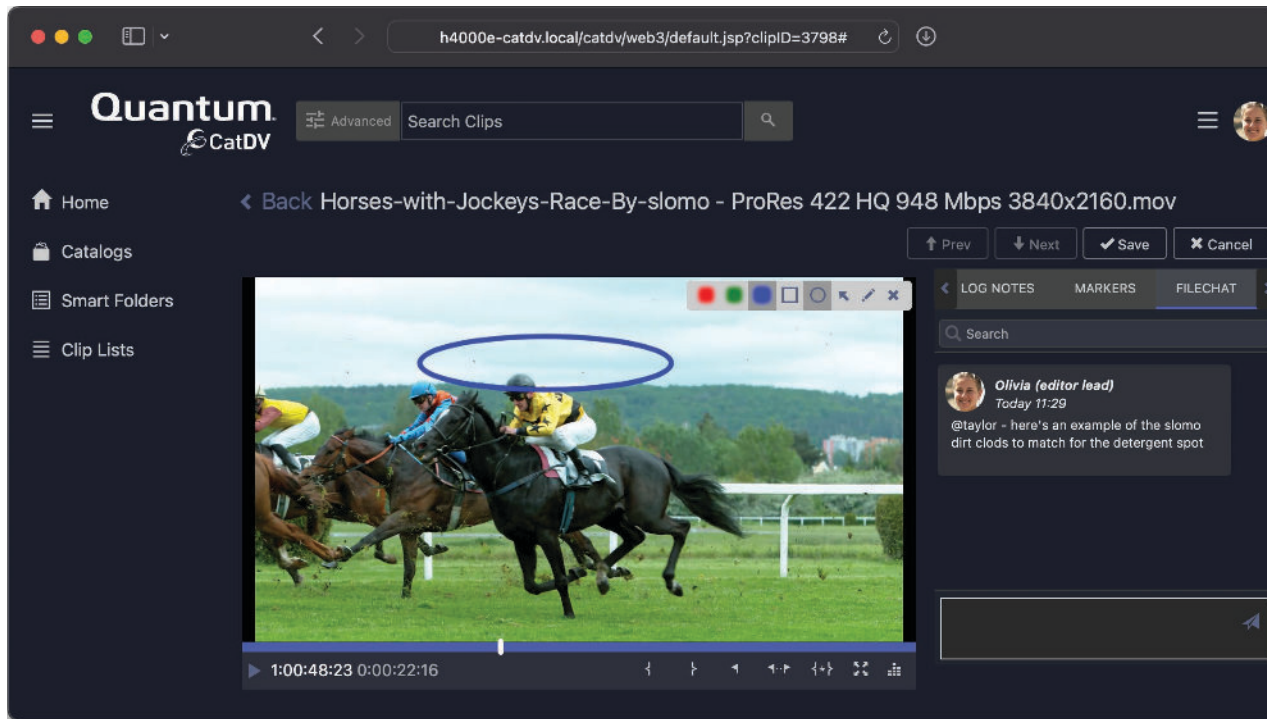 h4000e-catdv.local/catdv/web3/default.jsp?clipID=3798#
Quantum.
CatDV
Advanced
Search Clips
Home
Catalogs
Smart Folders
Clip Lists
Back Horses-with-Jockeys-Race-By-slomo - ProRes 422 HQ 948 Mbps 3840x2160.mov
Prev
Next
Save
Cancel
LOG NOTES
MARKERS
FILECHAT
Search
Olivia (editor lead)
Today 11:29
@taylor - here's an example of the slomo
dirt clods to match for the detergent spot
1:00:48:23 0:00:22:16